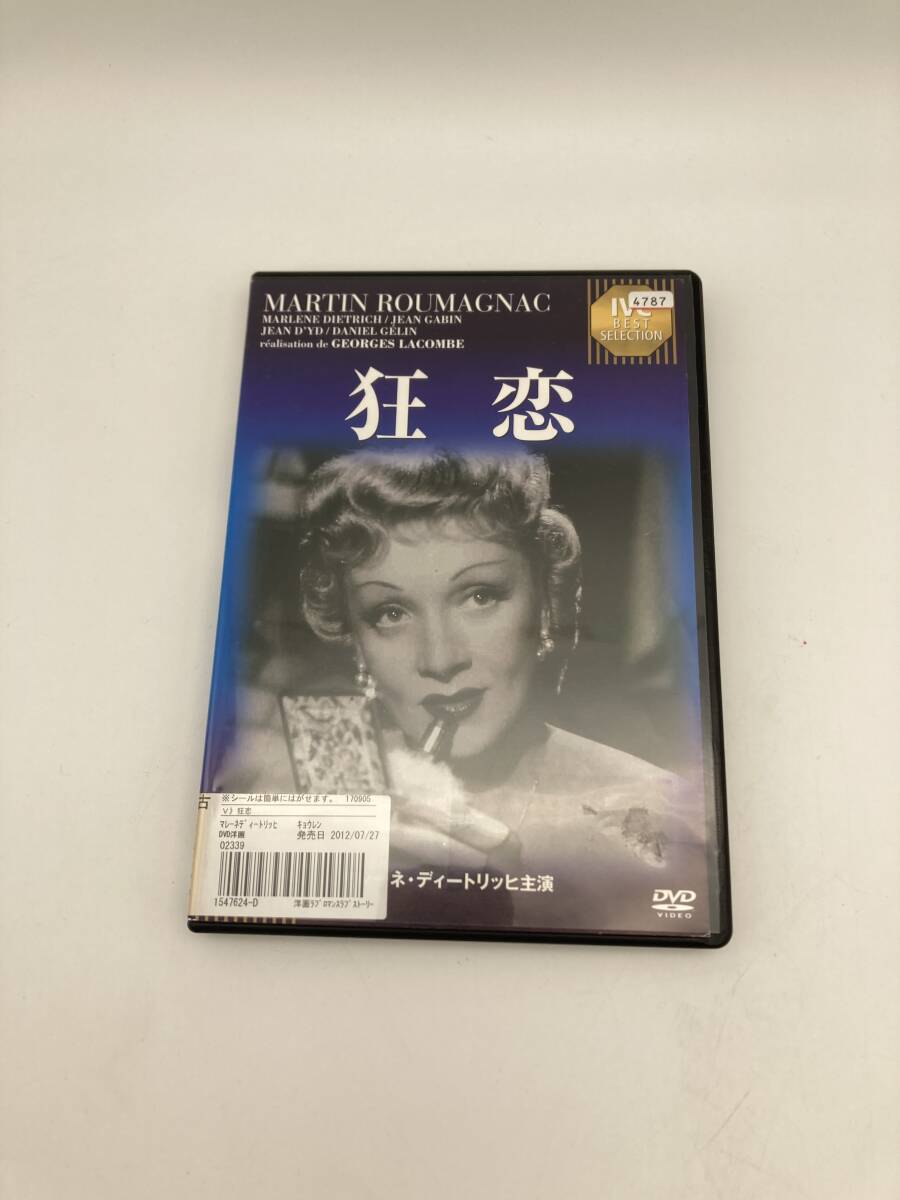 MARTIN ROUMAGNAC
MARLENE DIETRICH / JEAN GABIN
JEAN D'YD / DANIEL GÉLIN
réalisation de GEORGES LACOMBE
4787
IVC
BEST
SELECTION
狂恋
古
※シールは簡単にはがせます。 170905
V) 狂恋
マレーネディートリッヒ キョウレン
DVD洋画 発売日 2012/07/27
02339
1547624-D 洋画ラブロマンスラブストーリー
ネ・ディートリッヒ主演
DVD
VIDEO